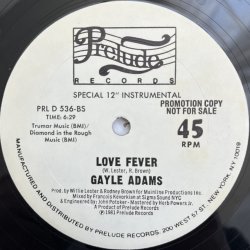 Prelude
RECORDS
SPECIAL 12" INSTRUMENTAL
PRL D 536-BS
TIME: 6:29
Trumar Music (BMI)/
Diamond in the Rough
Music (BMI)
PROMOTION COPY
NOT FOR SALE
45
RPM
LOVE FEVER
(W. Lester, R. Brown)
GAYLE ADAMS
Prod. by Willie Lester & Rodney Brown for Mainline Productions Inc.
Mixed by Francois Kevorkian at Sigma Sound NYC
Engineered by
John Potoker - Mastered by Herb Powers Jr.
A Product of Prelude Records
℗ 1981 Prelude Records
MANUFACTURED AND DISTRIBUTED BY PRELUDE RECORDS, 200 WEST 57 ST., NEW YORK, NY 10019